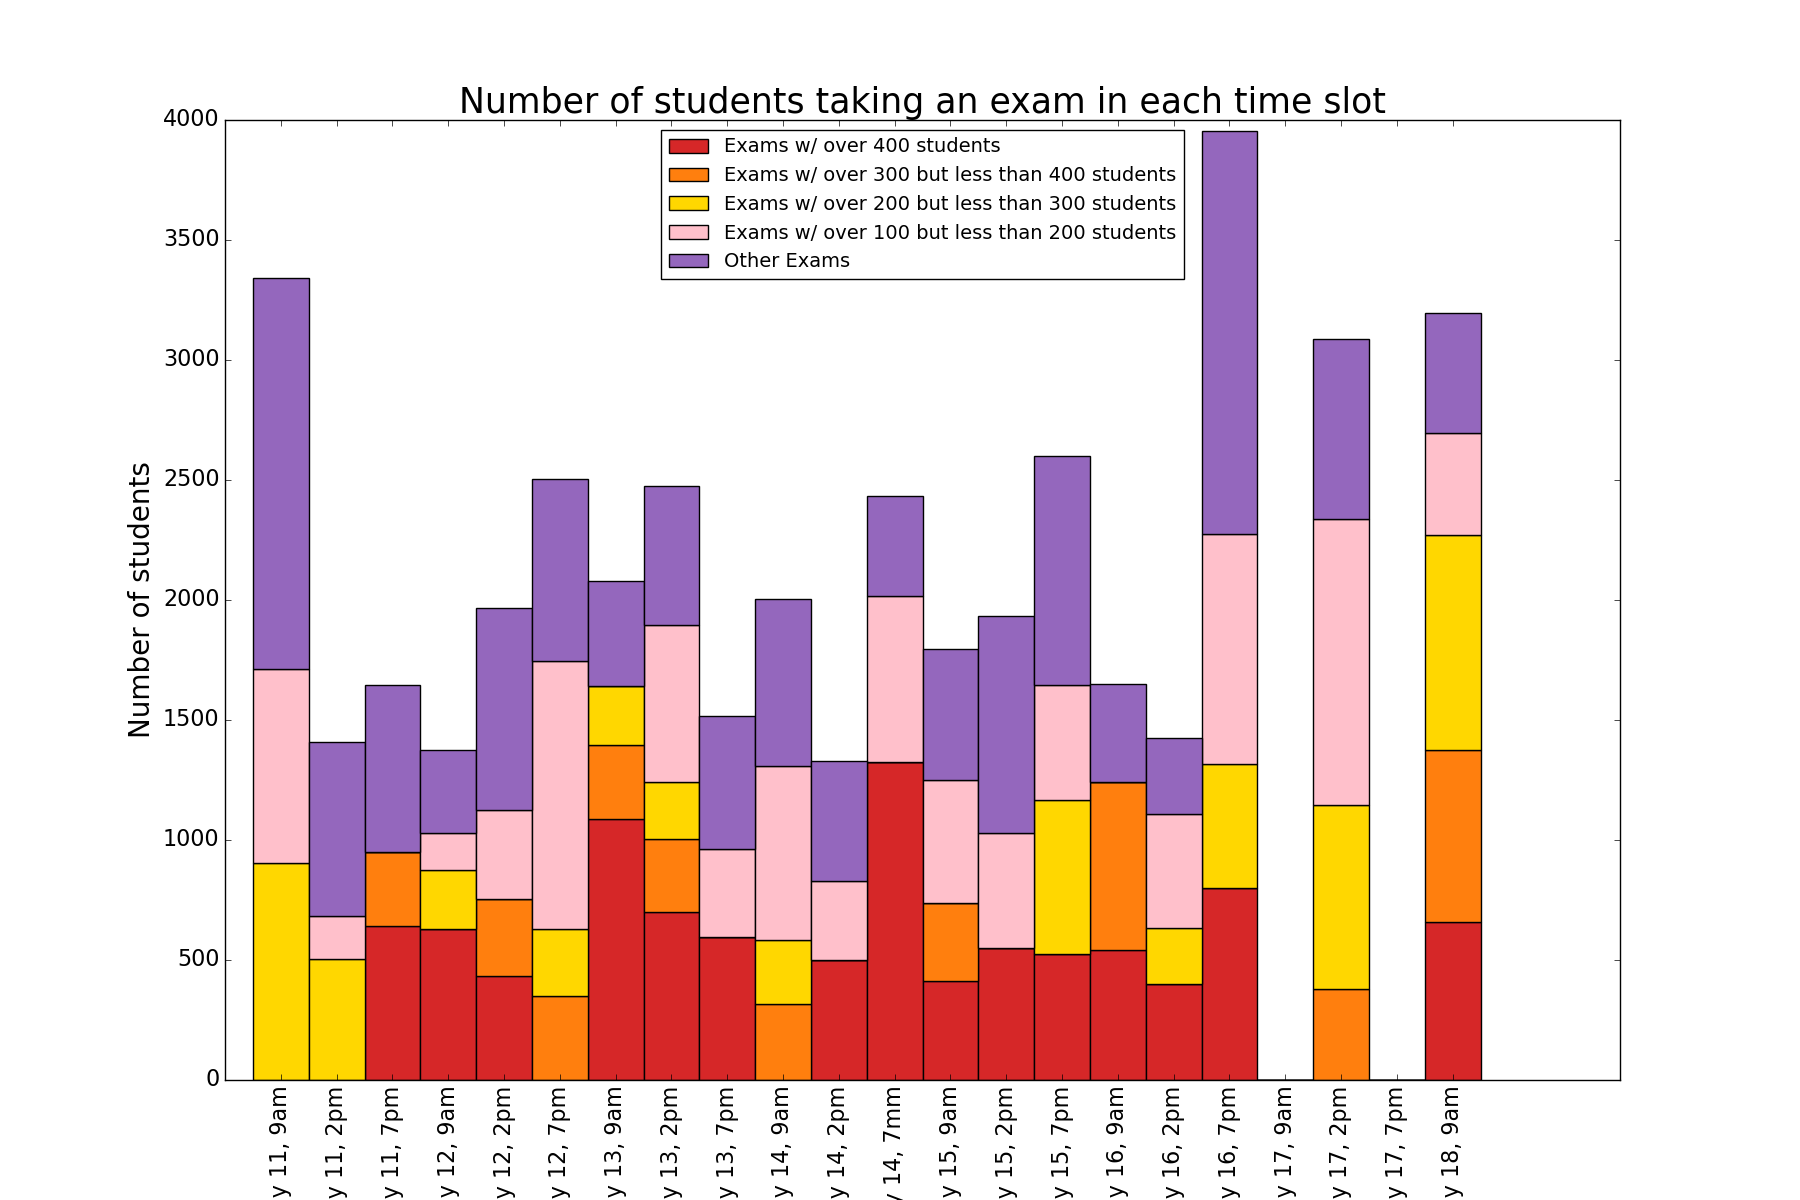 Number of students taking an exam in each time slot
Exams w/ over 400 students
Exams w/ over 300 but less than 400 students
Exams w/ over 200 but less than 300 students
Exams w/ over 100 but less than 200 students
Other Exams
4000
3500
3000
2500
2000
1500
1000
500
0
Number of students
y 11, 9am
y 11, 2pm
y 11, 7pm
y 12, 9am
y 12, 2pm
y 12, 7pm
y 13, 9am
y 13, 2pm
y 13, 7pm
y 14, 9am
y 14, 2pm
y 14, 7mm
y 15, 9am
y 15, 2pm
y 15, 7pm
y 16, 9am
y 16, 2pm
y 16, 7pm
y 17, 9am
y 17, 2pm
y 17, 7pm
y 18, 9am